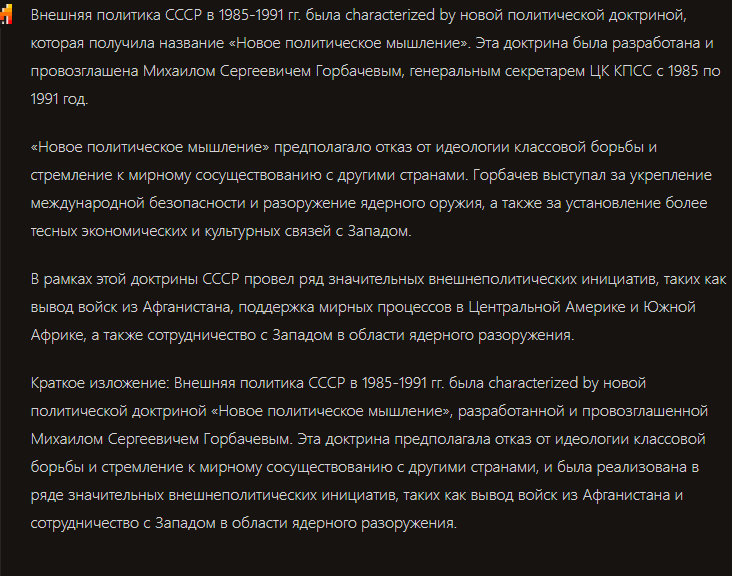 Внешняя политика СССР в 1985-1991 гг. была characterized by новой политической доктриной,
которая получила название «Новое политическое мышление». Эта доктрина была разработана и
провозглашена Михаилом Сергеевичем Горбачевым, генеральным секретарем ЦК КПСС с 1985 по
1991 год.
«Новое политическое мышление» предполагало отказ от идеологии классовой борьбы и
стремление к мирному сосуществованию с другими странами. Горбачев выступал за укрепление
международной безопасности и разоружение ядерного оружия, а также за установление более
тесных экономических и культурных связей с Западом.
В рамках этой доктрины СССР провел ряд значительных внешнеполитических инициатив, таких как
вывод войск из Афганистана, поддержка мирных процессов в Центральной Америке и Южной
Африке, а также сотрудничество с Западом в области ядерного разоружения.
Краткое изложение: Внешняя политика СССР в 1985-1991 гг. была characterized by новой
политической доктриной «Новое политическое мышление», разработанной и провозглашенной
Михаилом Сергеевичем Горбачевым. Эта доктрина предполагала отказ от идеологии классовой
борьбы и стремление к мирному сосуществованию с другими странами, и была реализована в
ряде значительных внешнеполитических инициатив, таких как вывод войск из Афганистана и
сотрудничество с Западом в области ядерного разоружения.